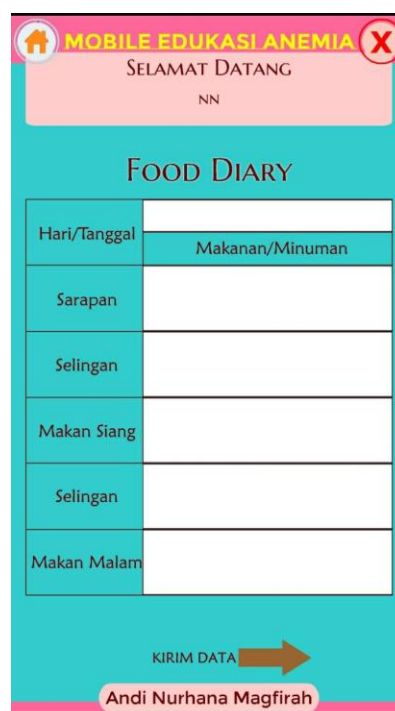 MOBILE EDUKASI ANEMIA X
SELAMAT DATANG
NN
FOOD DIARY
Hari/Tanggal
Makanan/Minuman
Sarapan
Selingan
Makan Siang
Selingan
Makan Malam
KIRIM DATA
Andi Nurhana Magfirah